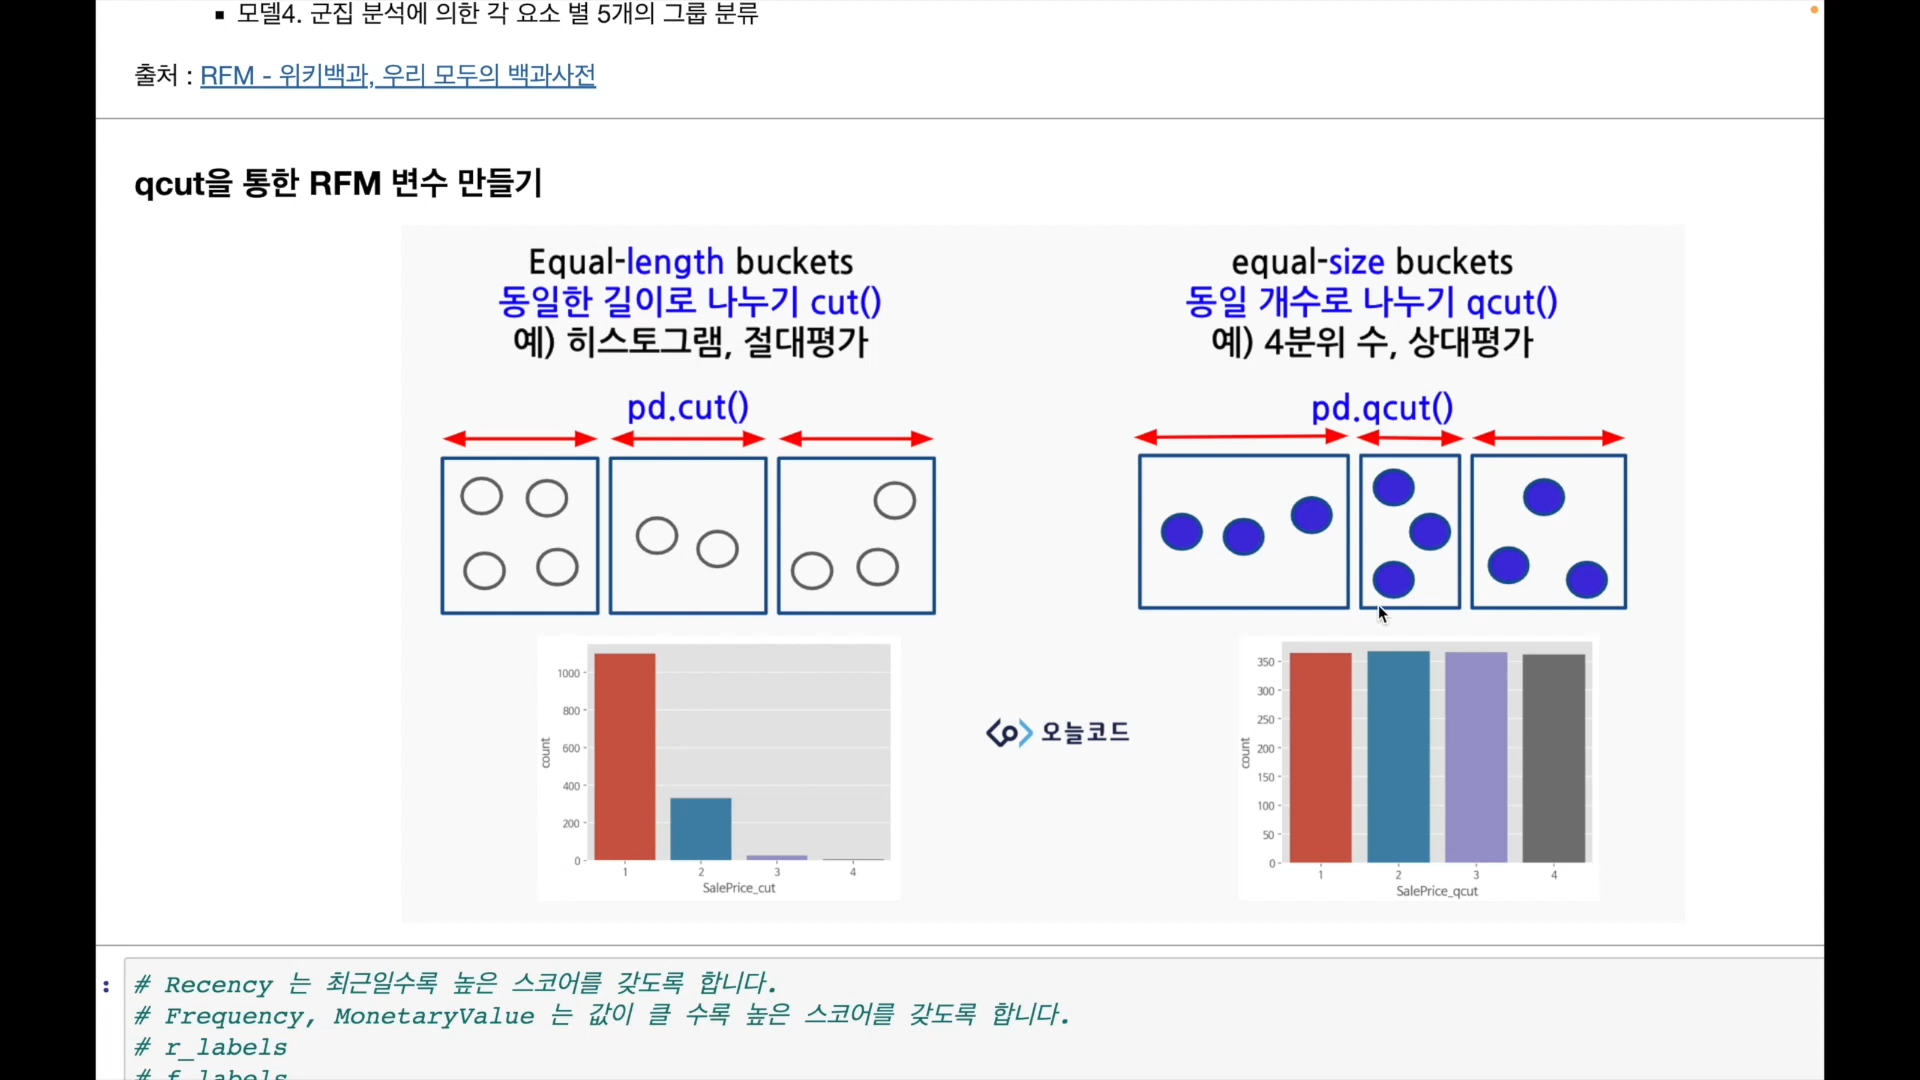 ▪ 모델4. 군집 분석에 의한 각 요소 별 5개의 그룹 분류
출처 : RFM - 위키백과, 우리 모두의 백과사전
qcut을 통한 RFM 변수 만들기
Equal-length buckets
동일한 길이로 나누기 cut()
예) 히스토그램, 절대평가
pd.cut()
equal-size buckets
동일 개수로 나누기 qcut()
예) 4분위 수, 상대평가
pd.qcut()
1000
800
600
400
200
0
count
1 2 3 4
SalePrice_cut
오늘코드
350
300
250
200
150
100
50
0
count
1 2 3 4
SalePrice_qcut
:
# Recency 는 최근일수록 높은 스코어를 갖도록 합니다.
# Frequency, MonetaryValue 는 값이 클 수록 높은 스코어를 갖도록 합니다.
# r_labels
# f_labels